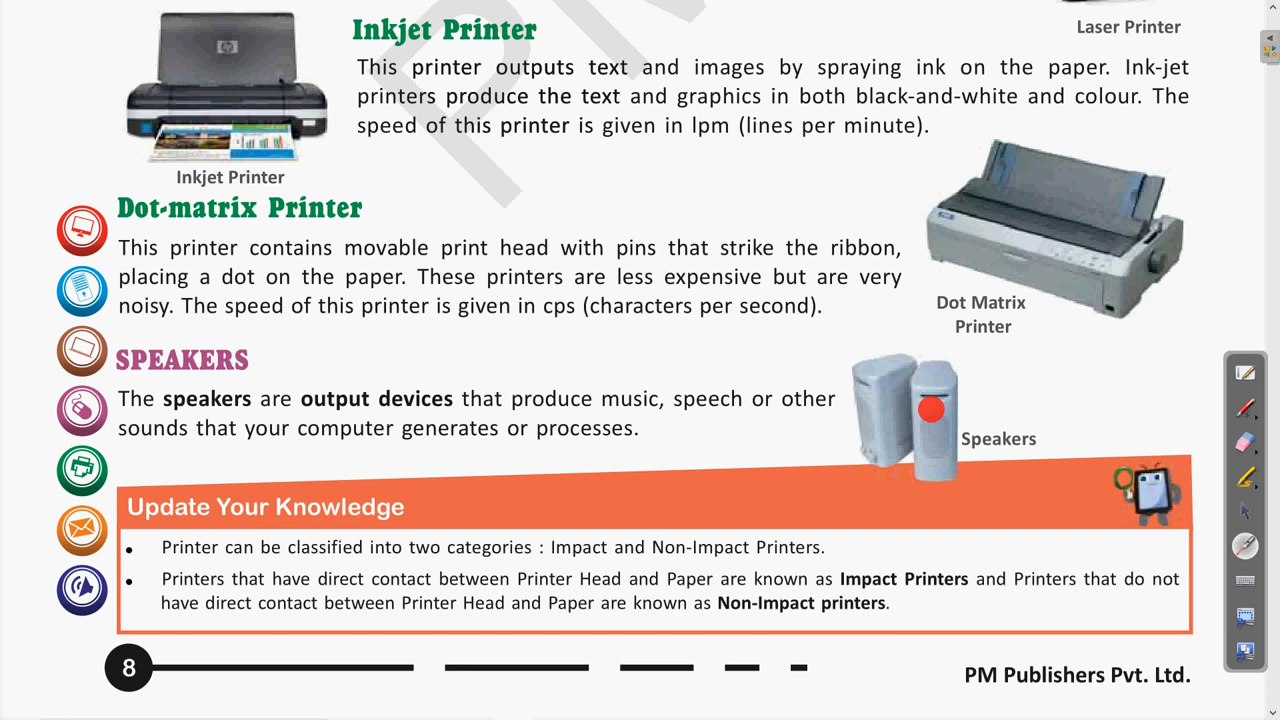 Laser Printer
Inkjet Printer
This printer outputs text and images by spraying ink on the paper. Ink-jet
printers produce the text and graphics in both black-and-white and colour. The
speed of this printer is given in lpm (lines per minute).
Inkjet Printer
Dot-matrix Printer
This printer contains movable print head with pins that strike the ribbon,
placing a dot on the paper. These printers are less expensive but are very
noisy. The speed of this printer is given in cps (characters per second).
Dot Matrix
Printer
SPEAKERS
The speakers are output devices that produce music, speech or other
sounds that your computer generates or processes.
Speakers
Update Your Knowledge
• Printer can be classified into two categories : Impact and Non-Impact Printers.
• Printers that have direct contact between Printer Head and Paper are known as Impact Printers and Printers that do not
have direct contact between Printer Head and Paper are known as Non-Impact printers.
8
PM Publishers Pvt. Ltd.